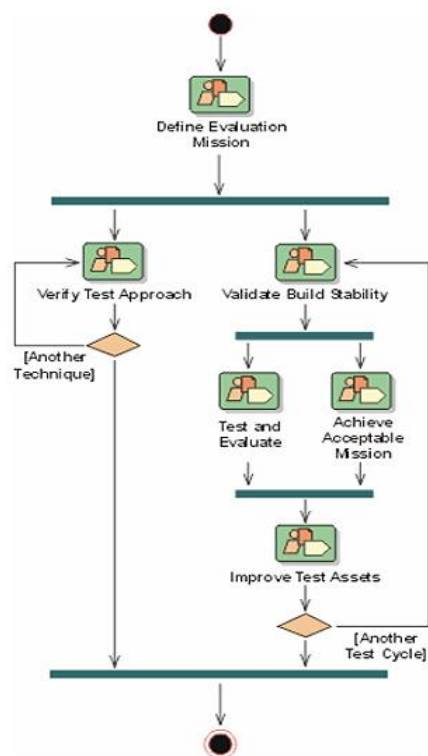 Define Evaluation
Mission
Verify Test Approach
Validate Build Stability
[Another
Technique]
Test and
Evaluate
Achieve
Acceptable
Mission
Improve Test Assets
[Another
Test Cycle]